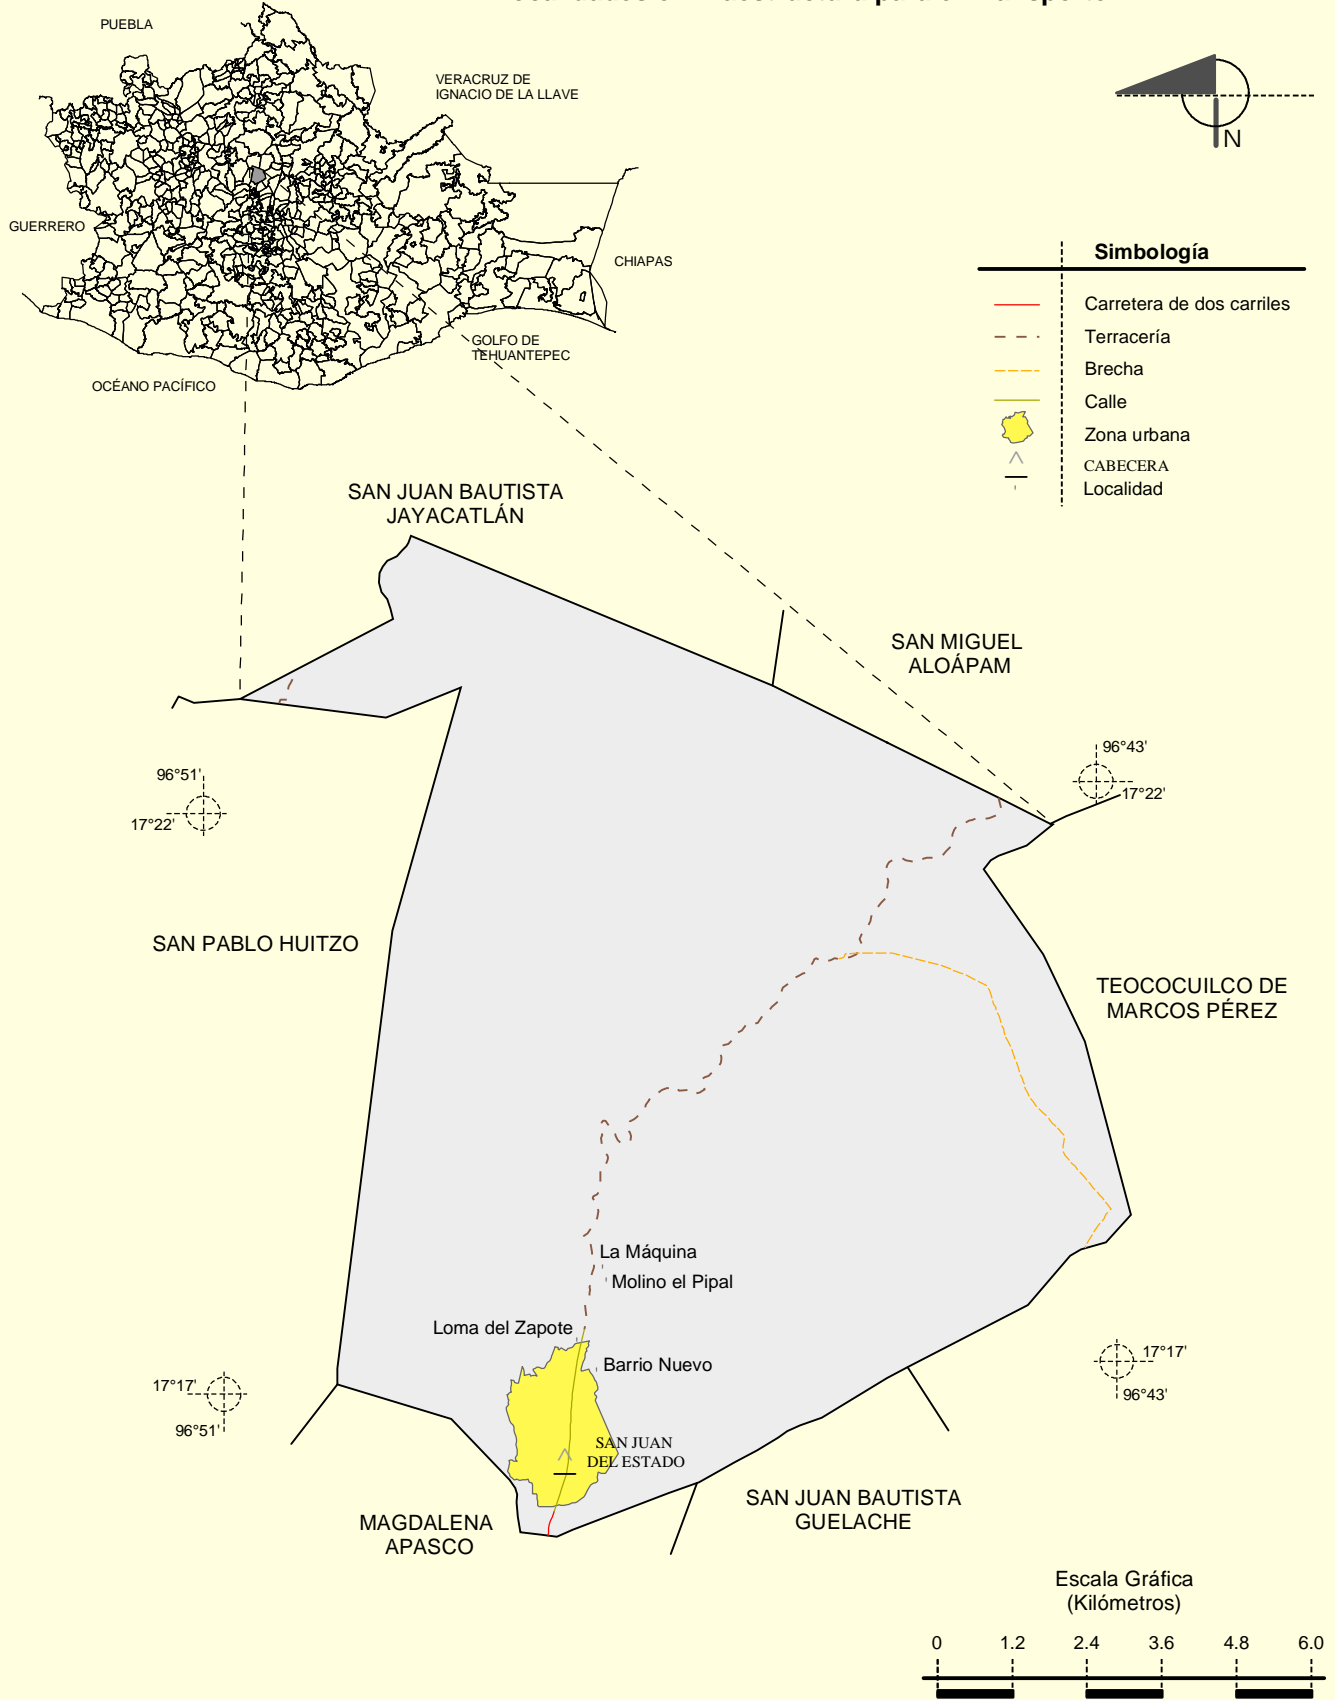 PUEBLA
VERACRUZ DE
IGNACIO DE LA LLAVE
N
GUERRERO
CHIAPAS
GOLFO DE
TEHUANTEPEC
OCÉANO PACÍFICO
Simbología
Carretera de dos carriles
Terracería
Brecha
Calle
Zona urbana
CABECERA
Localidad
SAN JUAN BAUTISTA
JAYACATLÁN
SAN MIGUEL
ALOÁPAM
96°51'
17°22'
96°43'
17°22'
SAN PABLO HUITZO
TEOCOCUILCO DE
MARCOS PÉREZ
La Máquina
Molino el Pipal
Loma del Zapote
Barrio Nuevo
17°17'
96°51'
17°17'
96°43'
SAN JUAN
DEL ESTADO
MAGDALENA
APASCO
SAN JUAN BAUTISTA
GUELACHE
Escala Gráfica
(Kilómetros)
0 1.2 2.4 3.6 4.8 6.0